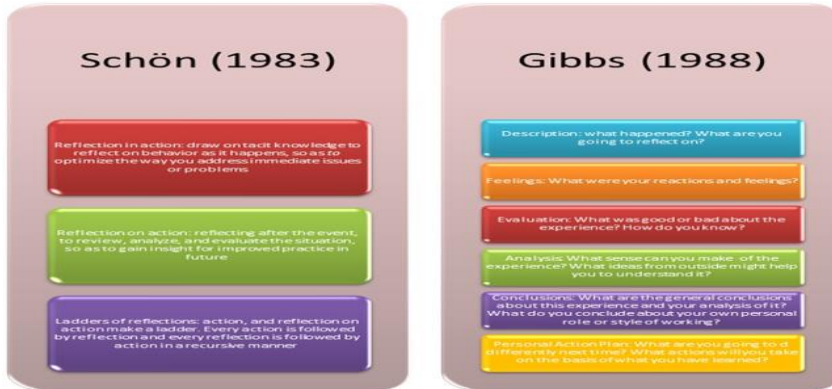 Schön (1983)
Reflection in action: draw on tacit knowledge to
reflect on behavior as it happens, so as to
optimize the way you address immediate issues
or problems
Reflection on action: reflecting after the event,
to review, analyze, and evaluate the situation,
so as to gain insight for improved practice in
future
Ladders of reflections: action, and reflection on
action make a ladder. Every action is followed
by reflection and every reflection is followed by
action in a recursive manner
Gibbs (1988)
Description: what happened? What are you
going to reflect on?
Feelings: What were your reactions and feelings?
Evaluation: What was good or bad about the
experience? How do you know?
Analysis: What sense can you make of the
experience? What ideas from outside might help
you to understand it?
Conclusions: What are the general conclusions
about this experience and your analysis of it?
What do you conclude about your own personal
role or style of working?
Personal Action Plan: What are you going to d
differently next time? What actions will you take
on the basis of what you have learned?